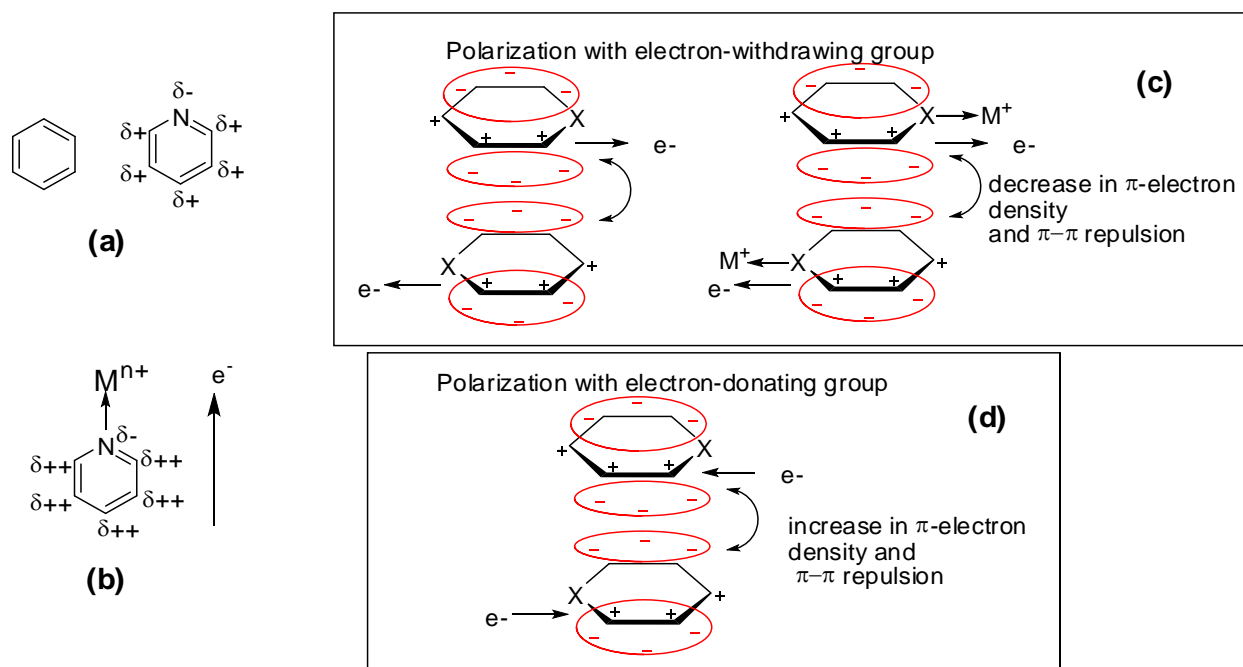 δ-
N
δ+ δ+
δ+ δ+
δ+
(a)
Mⁿ⁺
e⁻
N δ-
δ++ δ++
δ++ δ++
δ++
(b)
Polarization with electron-withdrawing group
(c)
- - -
+ X
+ +
e-
- - -
- - -
X +
+ +
e-
- - -
- - -
+ X M⁺
+ +
e-
- - -
decrease in π-electron
density
and π−π repulsion
- - -
M⁺ X +
+ +
e-
- - -
Polarization with electron-donating group
(d)
- - -
+ X
+ +
e-
- - -
increase in π-electron
density and
π−π repulsion
- - -
X +
+ +
e-
- - -